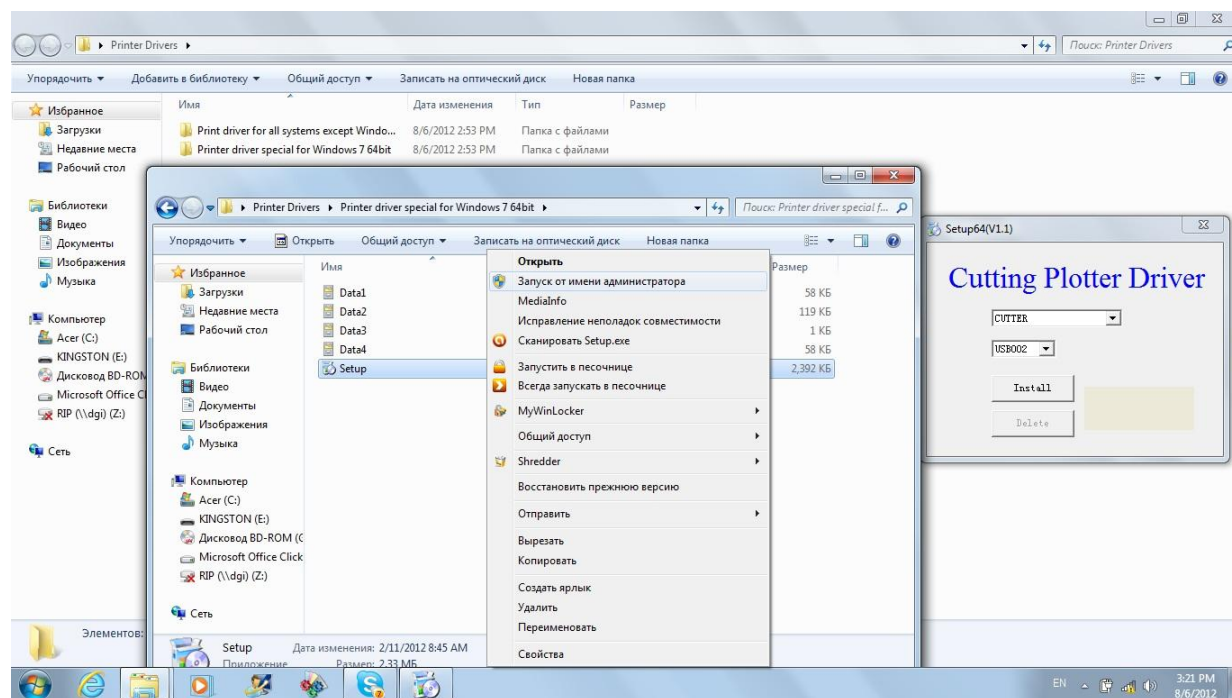 Printer Drivers
Поиск: Printer Drivers
Упорядочить Добавить в библиотеку Общий доступ Записать на оптический диск Новая папка
Имя Дата изменения Тип Размер
Избранное
Загрузки
Недавние места
Рабочий стол
Библиотеки
Видео
Документы
Изображения
Музыка
Компьютер
Acer (C:)
KINGSTON (E:)
Дисковод BD-ROM
Microsoft Office Cl
RIP (\\dgi) (Z:)
Сеть
Print driver for all systems except Windo... 8/6/2012 2:53 PM Папка с файлами
Printer driver special for Windows 7 64bit 8/6/2012 2:53 PM Папка с файлами
Printer Drivers Printer driver special for Windows 7 64bit
Поиск: Printer driver special f...
Упорядочить Открыть Общий доступ Записать на оптический диск Новая папка
Избранное
Загрузки
Недавние места
Рабочий стол
Библиотеки
Видео
Документы
Изображения
Музыка
Компьютер
Acer (C:)
KINGSTON (E:)
Дисковод BD-ROM (
Microsoft Office Click
RIP (\\dgi) (Z:)
Сеть
Имя Размер
Data1 58 КБ
Data2 119 КБ
Data3 1 КБ
Data4 58 КБ
Setup 2,392 КБ
Открыть
Запуск от имени администратора
MediaInfo
Исправление неполадок совместимости
Сканировать Setup.exe
Запустить в песочнице
Всегда запускать в песочнице
MyWinLocker
Общий доступ
Shredder
Восстановить прежнюю версию
Отправить
Вырезать
Копировать
Создать ярлык
Удалить
Переименовать
Свойства
Setup64(V1.1)
Cutting Plotter Driver
CUTTER
USB002
Install
Delete
Элементов:
Setup Дата изменения: 2/11/2012 8:45 AM
Приложение Размер: 2,33 МБ
EN
3:21 PM
8/6/2012